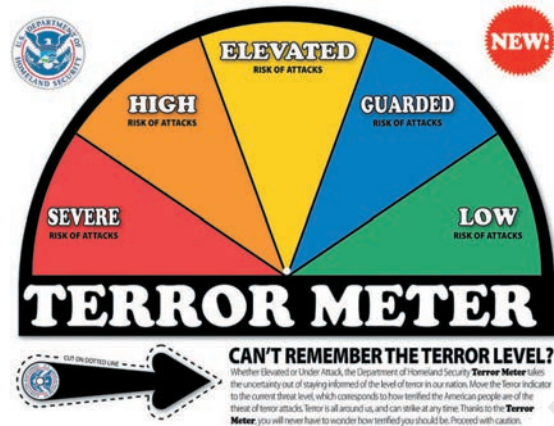 U.S. DEPARTMENT OF
HOMELAND SECURITY
NEW!
ELEVATED
RISK OF ATTACKS
HIGH
RISK OF ATTACKS
GUARDED
RISK OF ATTACKS
SEVERE
RISK OF ATTACKS
LOW
RISK OF ATTACKS
TERROR METER
CUT ON DOTTED LINE
CAN'T REMEMBER THE TERROR LEVEL?
Whether Elevated or Under Attack, the Department of Homeland Security Terror Meter takes
the uncertainty out of staying informed of the level of terror in our nation. Move the Terror Indicator
to the current threat level, which corresponds to how terrified the American people are of the
threat of terror attacks. Terror is all around us, and can strike at any time. Thanks to the Terror
Meter, you will never have to wonder how terrified you should be. Proceed with caution.